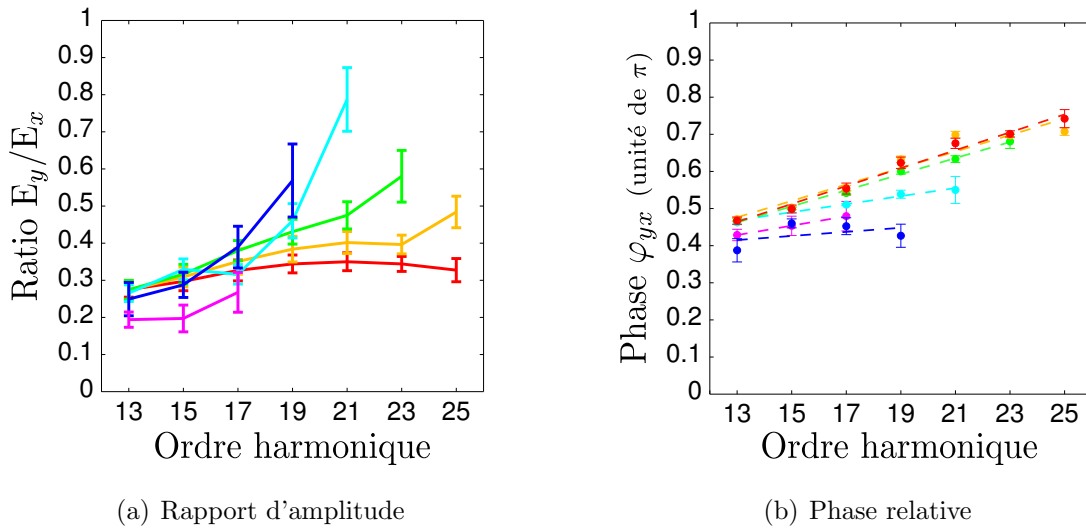 1
0.9
0.8
0.7
0.6
0.5
0.4
0.3
0.2
0.1
0
Ratio E_y/E_x
13 15 17 19 21 23 25
Ordre harmonique
(a) Rapport d'amplitude
1
0.9
0.8
0.7
0.6
0.5
0.4
0.3
0.2
0.1
0
Phase φ_yx (unité de π)
13 15 17 19 21 23 25
Ordre harmonique
(b) Phase relative